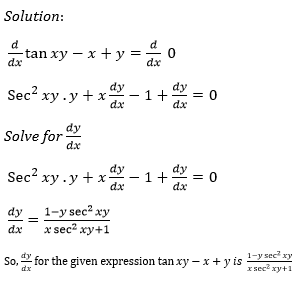 Solution:
d/dx tan xy − x + y = d/dx 0
Sec² xy . y + x dy/dx − 1 + dy/dx = 0
Solve for dy/dx
Sec² xy . y + x dy/dx − 1 + dy/dx = 0
dy/dx = 1−y sec² xy / x sec² xy+1
So, dy/dx for the given expression tan xy − x + y is 1−y sec² xy / x sec² xy+1